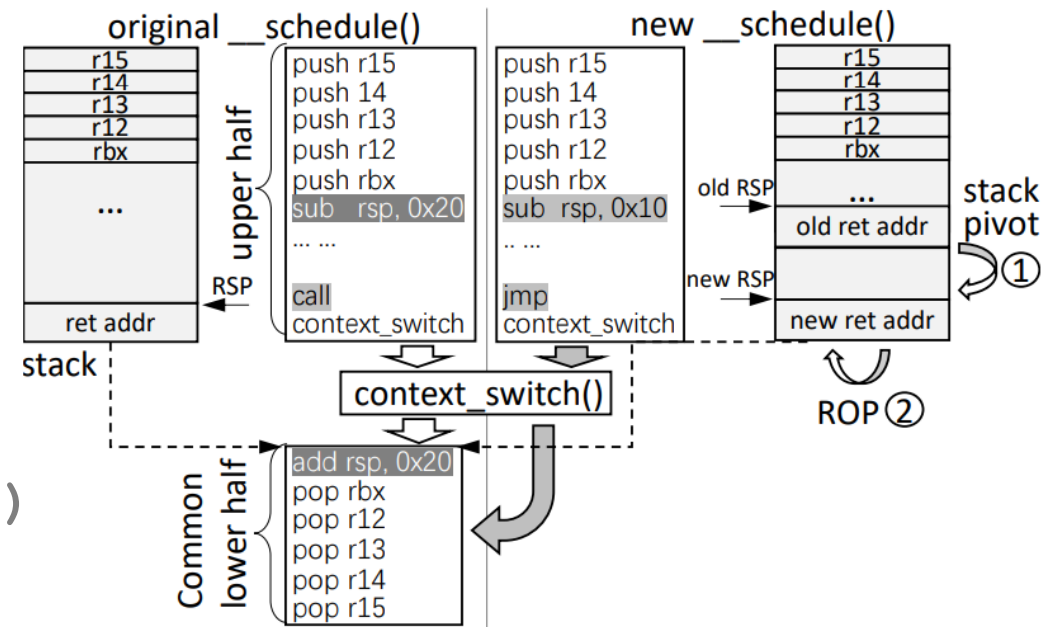 original __schedule()
new __schedule()
r15
r14
r13
r12
rbx
...
RSP
ret addr
stack
upper half
push r15
push 14
push r13
push r12
push rbx
sub rsp, 0x20
... ...
call
context_switch
push r15
push 14
push r13
push r12
push rbx
sub rsp, 0x10
.. ...
jmp
context_switch
r15
r14
r13
r12
rbx
...
old RSP
old ret addr
new RSP
new ret addr
stack
pivot
①
ROP ②
context_switch()
Common
lower half
add rsp, 0x20
pop rbx
pop r12
pop r13
pop r14
pop r15
)